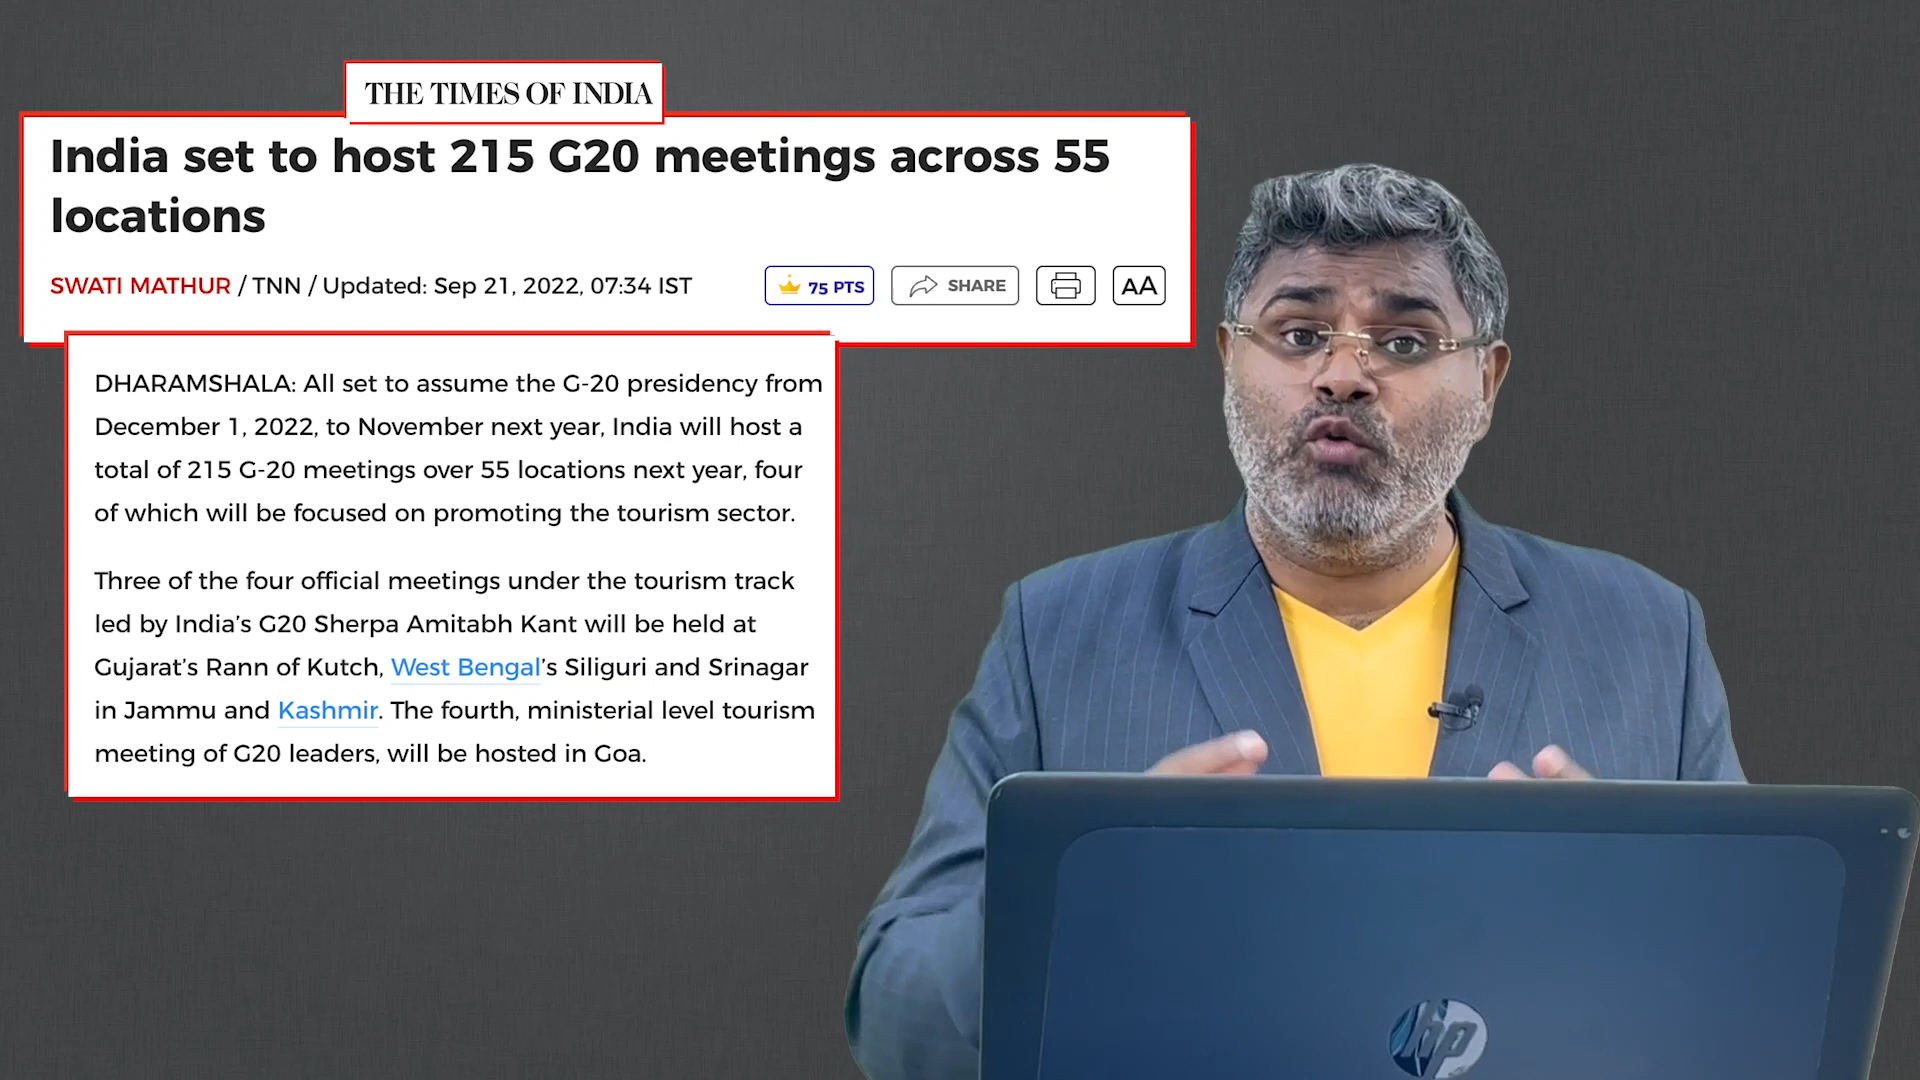 THE TIMES OF INDIA
India set to host 215 G20 meetings across 55
locations
SWATI MATHUR / TNN / Updated: Sep 21, 2022, 07:34 IST
75 PTS
SHARE
AA
DHARAMSHALA: All set to assume the G-20 presidency from
December 1, 2022, to November next year, India will host a
total of 215 G-20 meetings over 55 locations next year, four
of which will be focused on promoting the tourism sector.
Three of the four official meetings under the tourism track
led by India’s G20 Sherpa Amitabh Kant will be held at
Gujarat’s Rann of Kutch, West Bengal’s Siliguri and Srinagar
in Jammu and Kashmir. The fourth, ministerial level tourism
meeting of G20 leaders, will be hosted in Goa.
hp